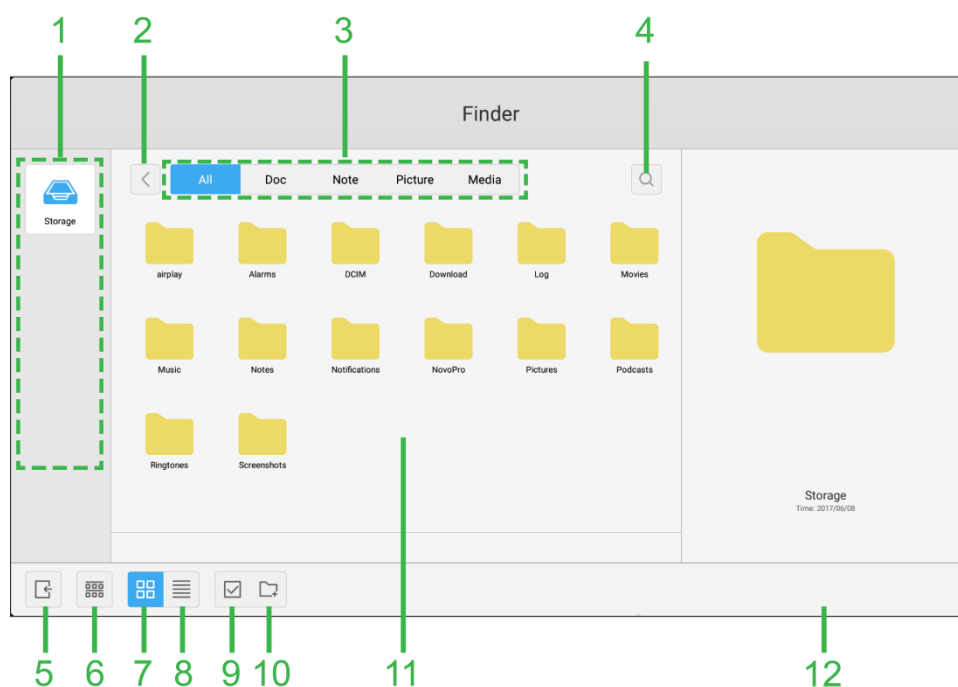 1 2 3 4
Finder
All Doc Note Picture Media
Storage
airplay Alarms DCIM Download Log Movies
Music Notes Notifications NovoPro Pictures Podcasts
Ringtones Screenshots
Storage
Time: 2017/06/08
5 6 7 8 9 10 11 12